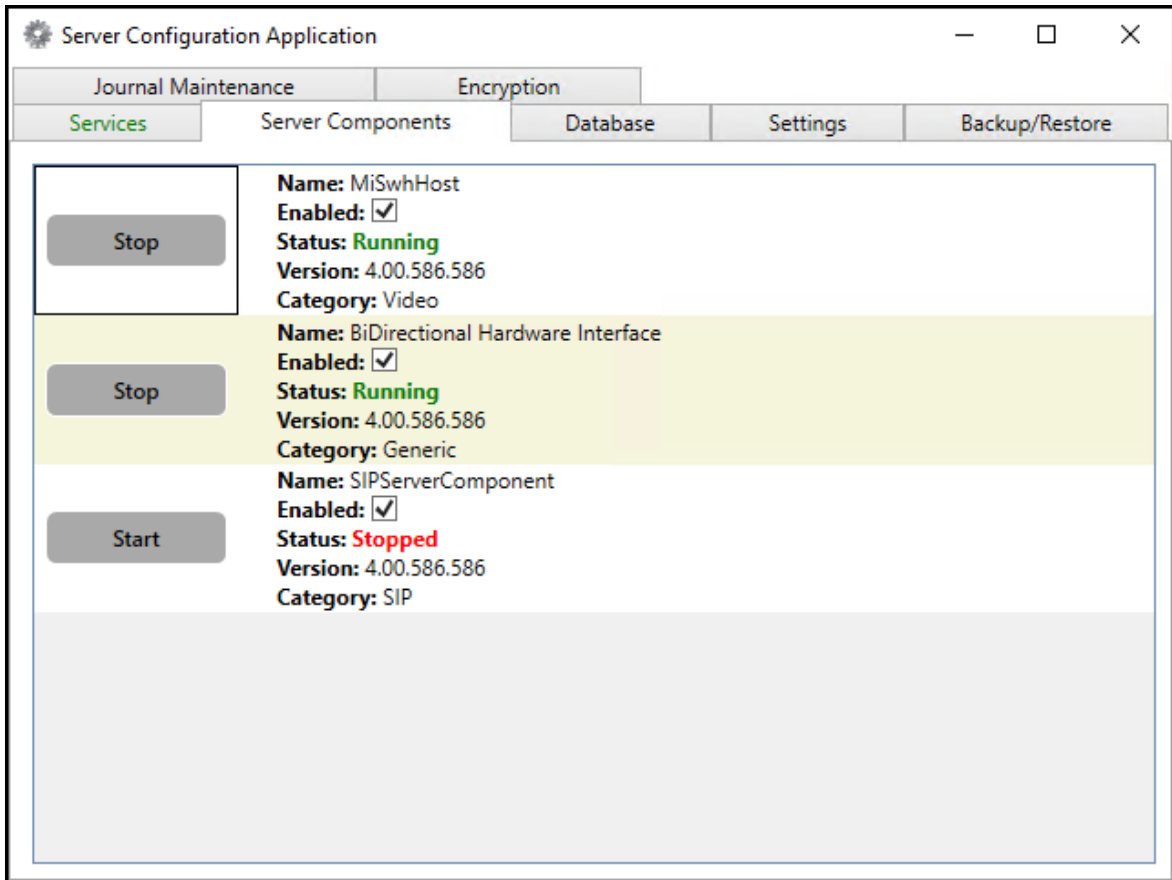 Server Configuration Application
Journal Maintenance Encryption
Services Server Components Database Settings Backup/Restore
Name: MiSwhHost
Enabled:
Stop Status: Running
Version: 4.00.586.586
Category: Video
Name: BiDirectional Hardware Interface
Enabled:
Stop Status: Running
Version: 4.00.586.586
Category: Generic
Name: SIPServerComponent
Enabled:
Start Status: Stopped
Version: 4.00.586.586
Category: SIP